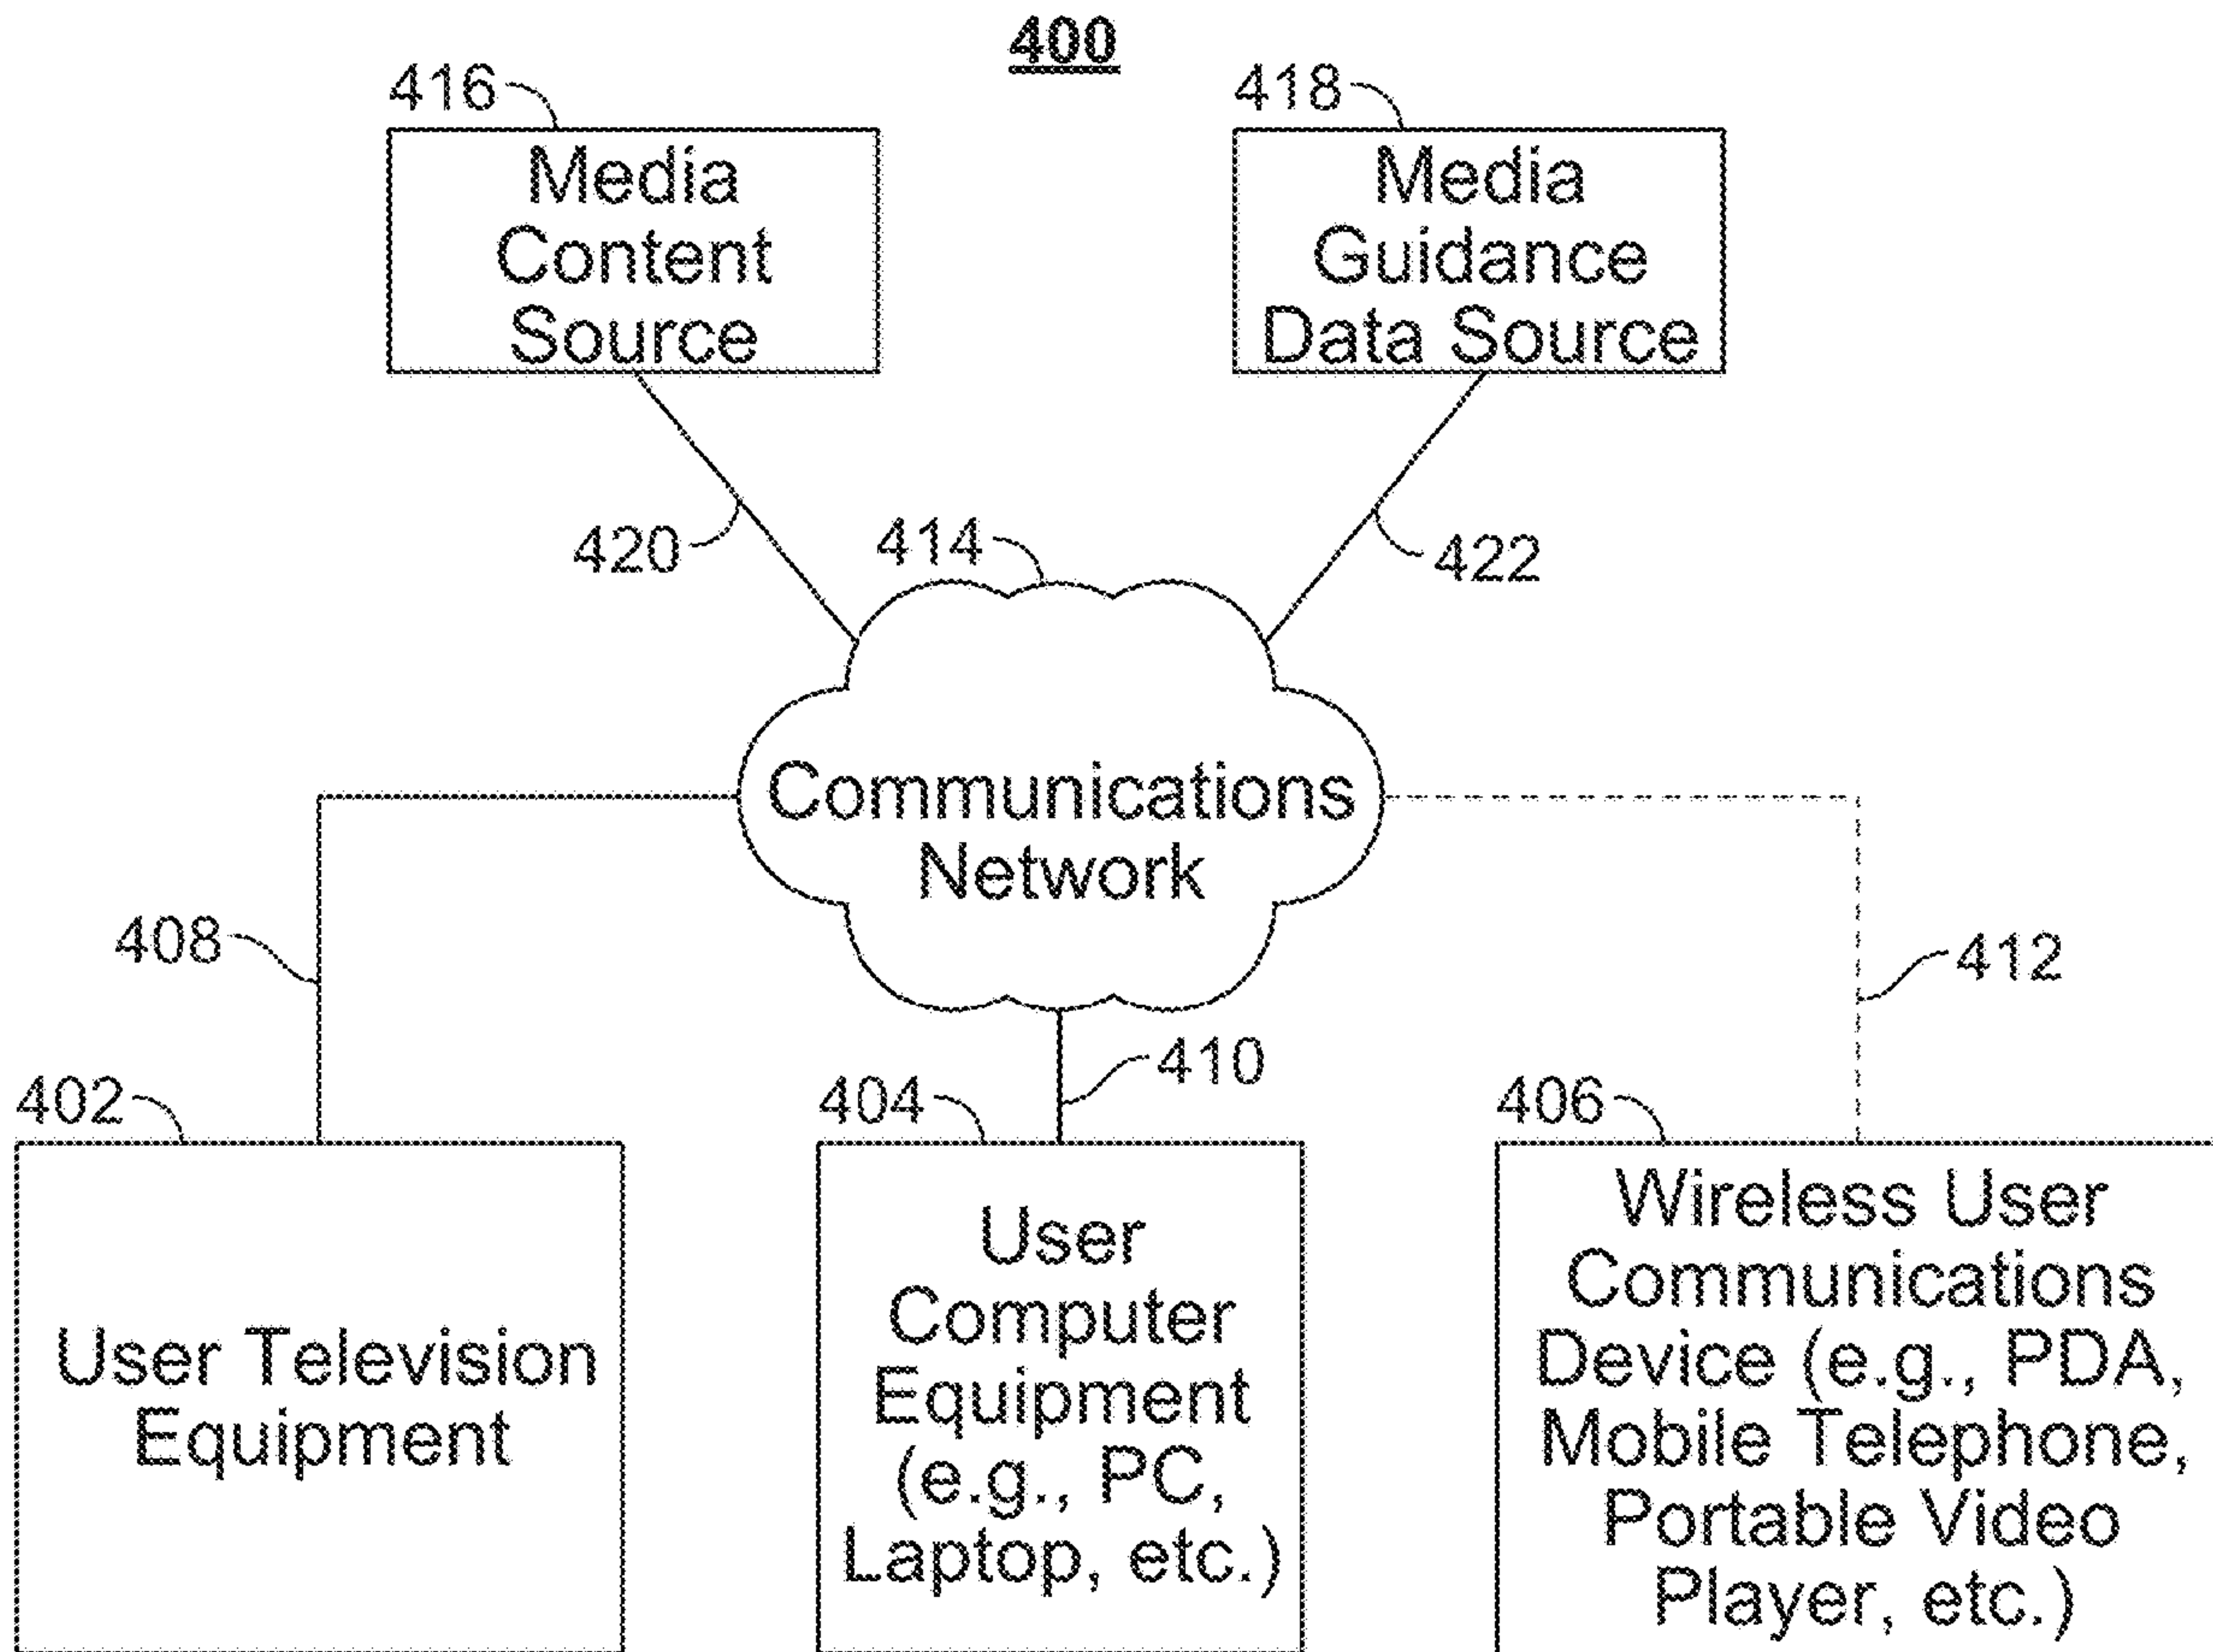 400
416
418
Media
Content
Source
Media
Guidance
Data Source
420
414
422
Communications
Network
408
412
410
402
404
406
User Television
Equipment
User
Computer
Equipment
(e.g., PC,
Laptop, etc.)
Wireless User
Communications
Device (e.g., PDA,
Mobile Telephone,
Portable Video
Player, etc.)